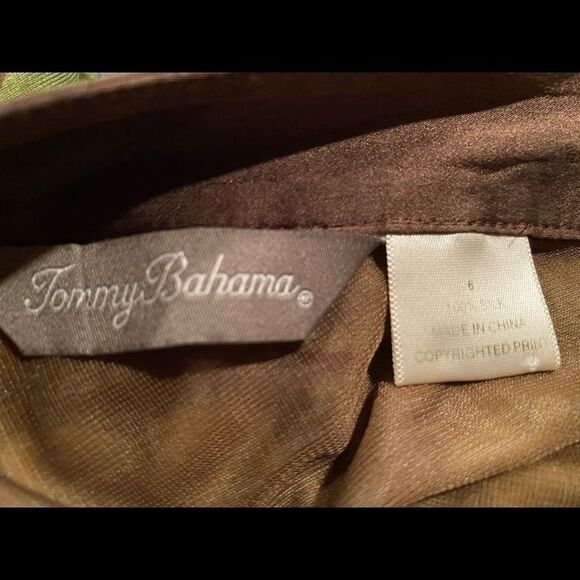 Tommy Bahama®
6
100% SILK
MADE IN CHINA
COPYRIGHTED PRINT